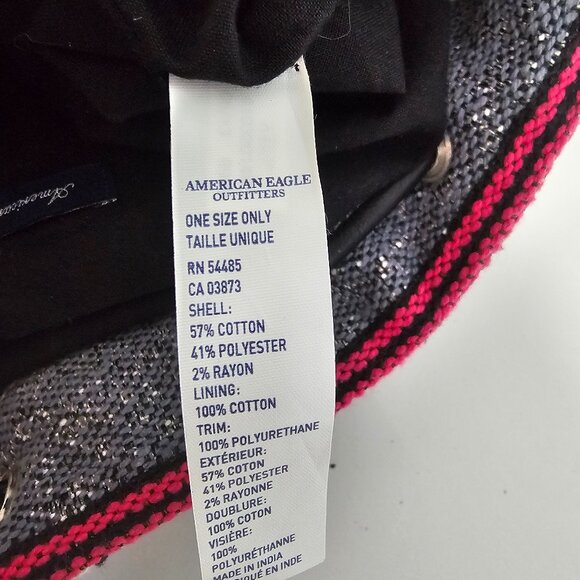 AMERICAN EAGLE
OUTFITTERS
ONE SIZE ONLY
TAILLE UNIQUE
RN 54485
CA 03873
SHELL:
57% COTTON
41% POLYESTER
2% RAYON
LINING:
100% COTTON
TRIM:
100% POLYURETHANE
EXTÉRIEUR:
57% COTON
41% POLYESTER
2% RAYONNE
DOUBLURE:
100% COTON
VISIÈRE:
100%
POLYURÉTHANNE
MADE IN INDIA
FABRIQUÉ EN INDE